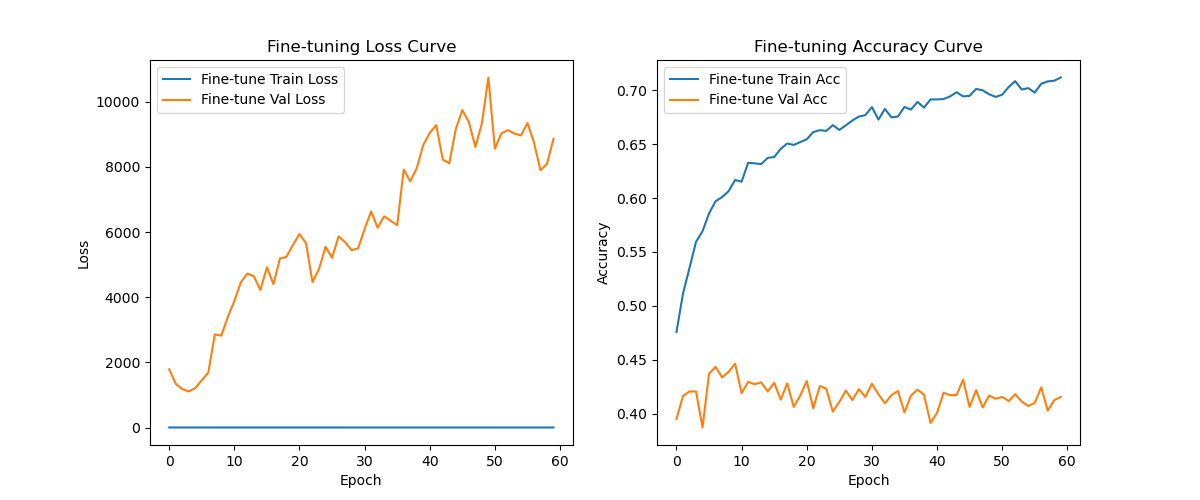 Fine-tuning Loss Curve
Fine-tune Train Loss
Fine-tune Val Loss
10000
8000
6000
4000
2000
0
Loss
0 10 20 30 40 50 60
Epoch
Fine-tuning Accuracy Curve
Fine-tune Train Acc
Fine-tune Val Acc
0.70
0.65
0.60
0.55
0.50
0.45
0.40
Accuracy
0 10 20 30 40 50 60
Epoch